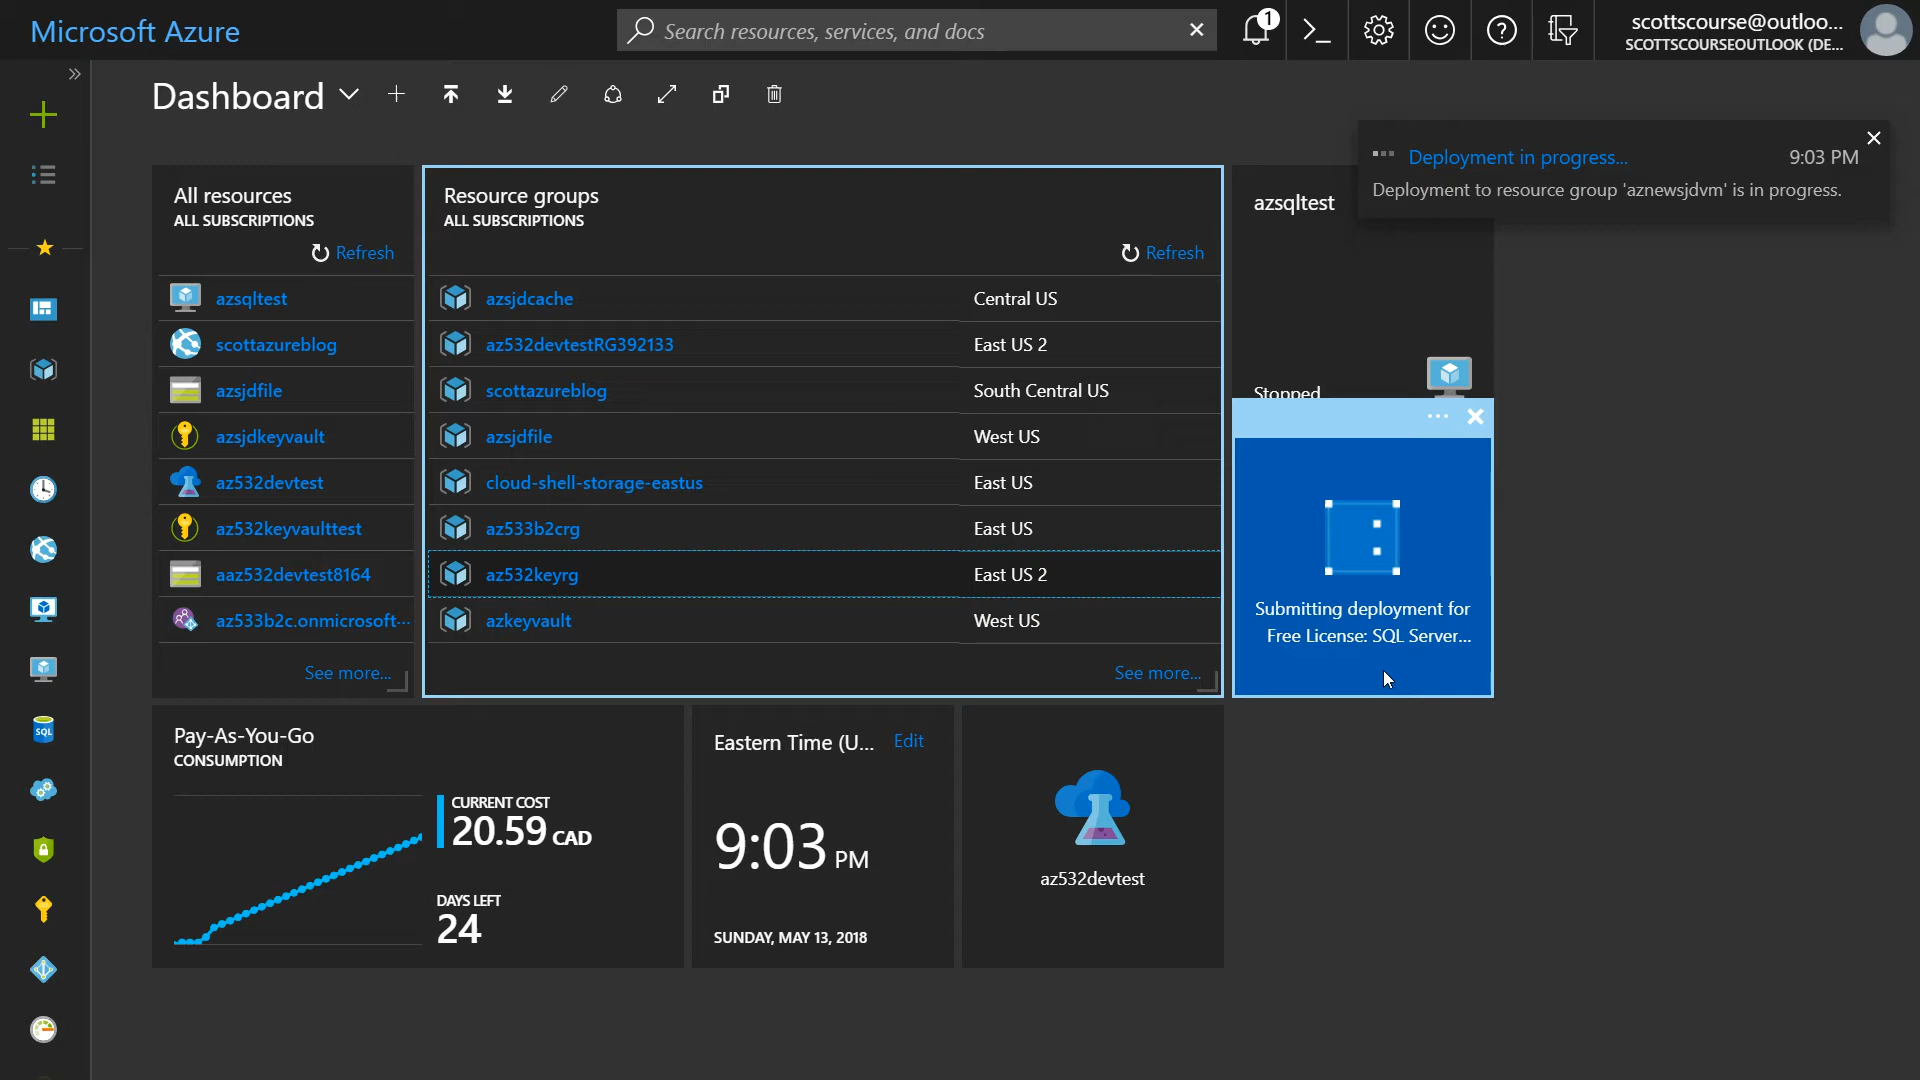 Microsoft Azure
Search resources, services, and docs
1
scottscourse@outloo...
SCOTTSCOURSEOUTLOOK (DE...
Dashboard
Deployment in progress...
9:03 PM
Deployment to resource group 'aznewsjdvm' is in progress.
All resources
ALL SUBSCRIPTIONS
Refresh
azsqltest
scottazureblog
azsjdfile
azsjdkeyvault
az532devtest
az532keyvaulttest
aaz532devtest8164
az533b2c.onmicrosoft...
See more...
Resource groups
ALL SUBSCRIPTIONS
Refresh
azsjdcache Central US
az532devtestRG392133 East US 2
scottazureblog South Central US
azsjdfile West US
cloud-shell-storage-eastus East US
az533b2crg East US
az532keyrg East US 2
azkeyvault West US
See more...
azsqltest
Stopped
Submitting deployment for
Free License: SQL Server...
SQL
Pay-As-You-Go
CONSUMPTION
CURRENT COST
20.59 CAD
DAYS LEFT
24
Eastern Time (U... Edit
9:03 PM
SUNDAY, MAY 13, 2018
az532devtest